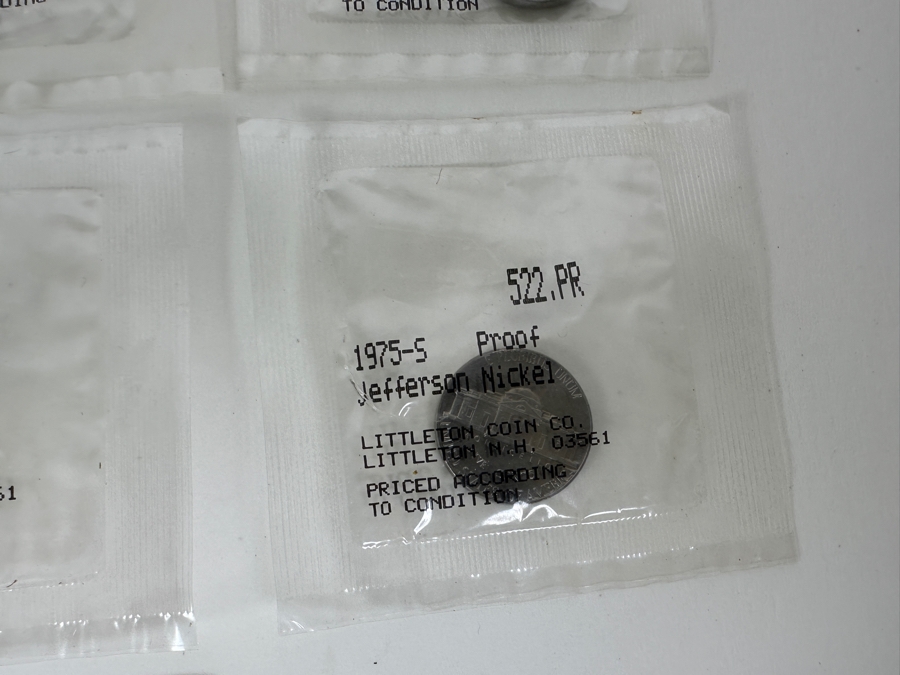 TO CONDITION
522.PR
1975-S Proof
Jefferson Nickel
LITTLETON COIN CO.
LITTLETON N.H. 03561
PRICED ACCORDING
TO CONDITION